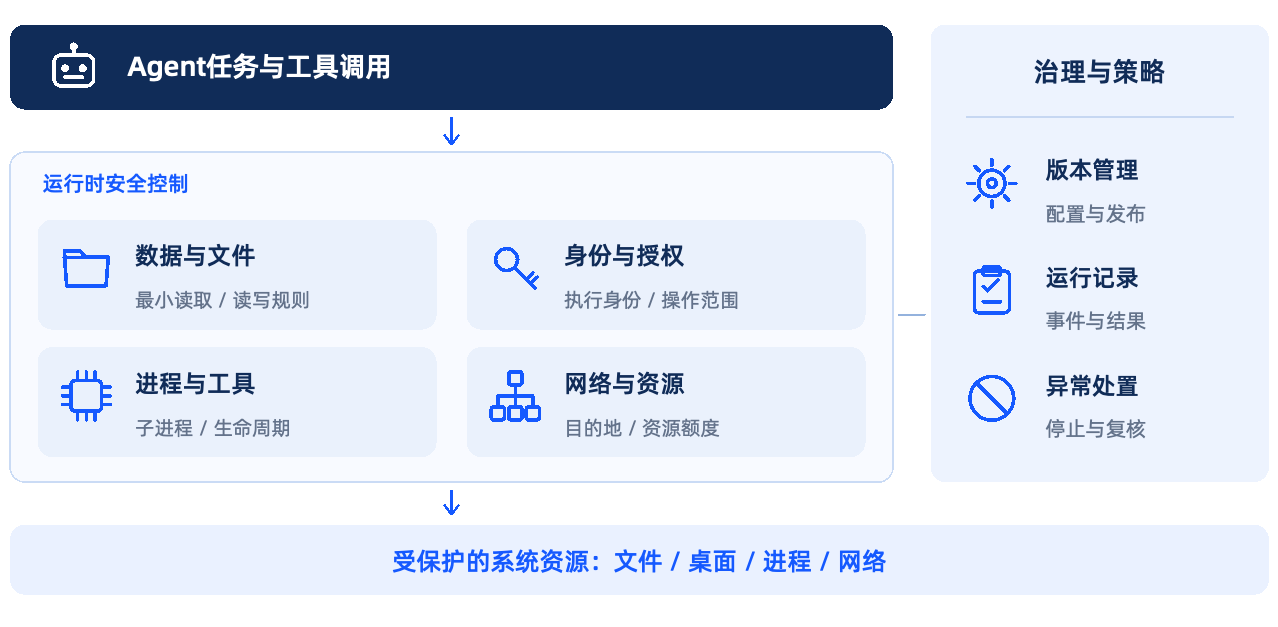 Agent任务与工具调用
运行时安全控制
数据与文件
最小读取 / 读写规则
身份与授权
执行身份 / 操作范围
进程与工具
子进程 / 生命周期
网络与资源
目的地 / 资源额度
治理与策略
版本管理
配置与发布
运行记录
事件与结果
异常处置
停止与复核
受保护的系统资源：文件 / 桌面 / 进程 / 网络